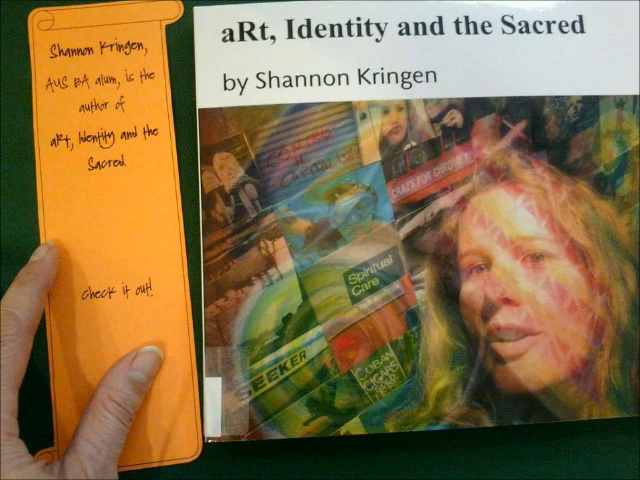 Shannon Kringen,
AUS BA alum, is the
author of
aRt, Identity and the
Sacred.
check it out!
aRt, Identity and the Sacred
by Shannon Kringen
CRAZY FOR CHROME?
Spiritual
Care
SEEKER
CUBAN
CIGARS